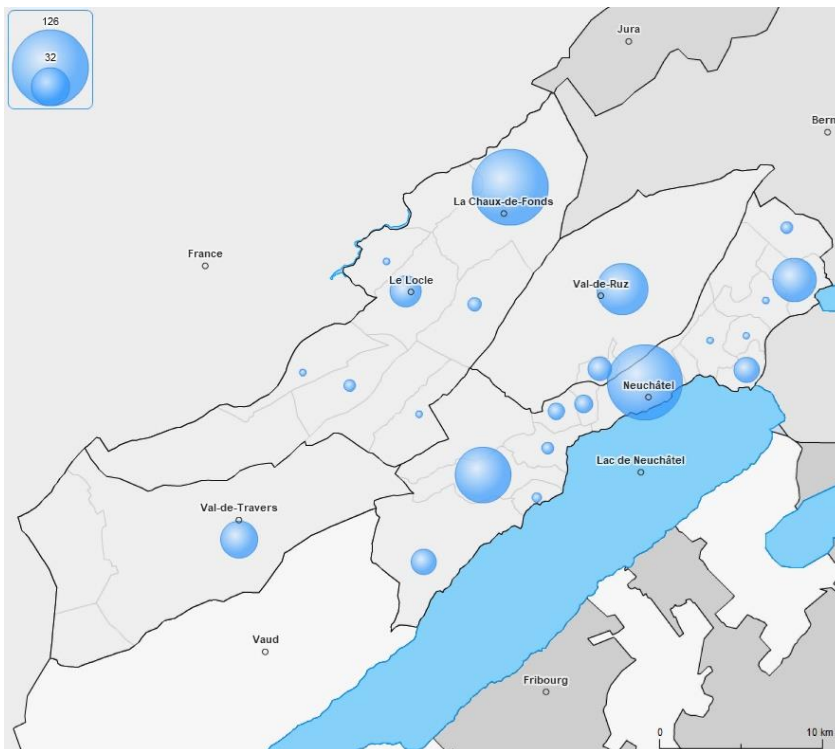 126
32
Jura
Bern
La Chaux-de-Fonds
France
Le Locle
Val-de-Ruz
Neuchâtel
Lac de Neuchâtel
Val-de-Travers
Vaud
Fribourg
0 10 km